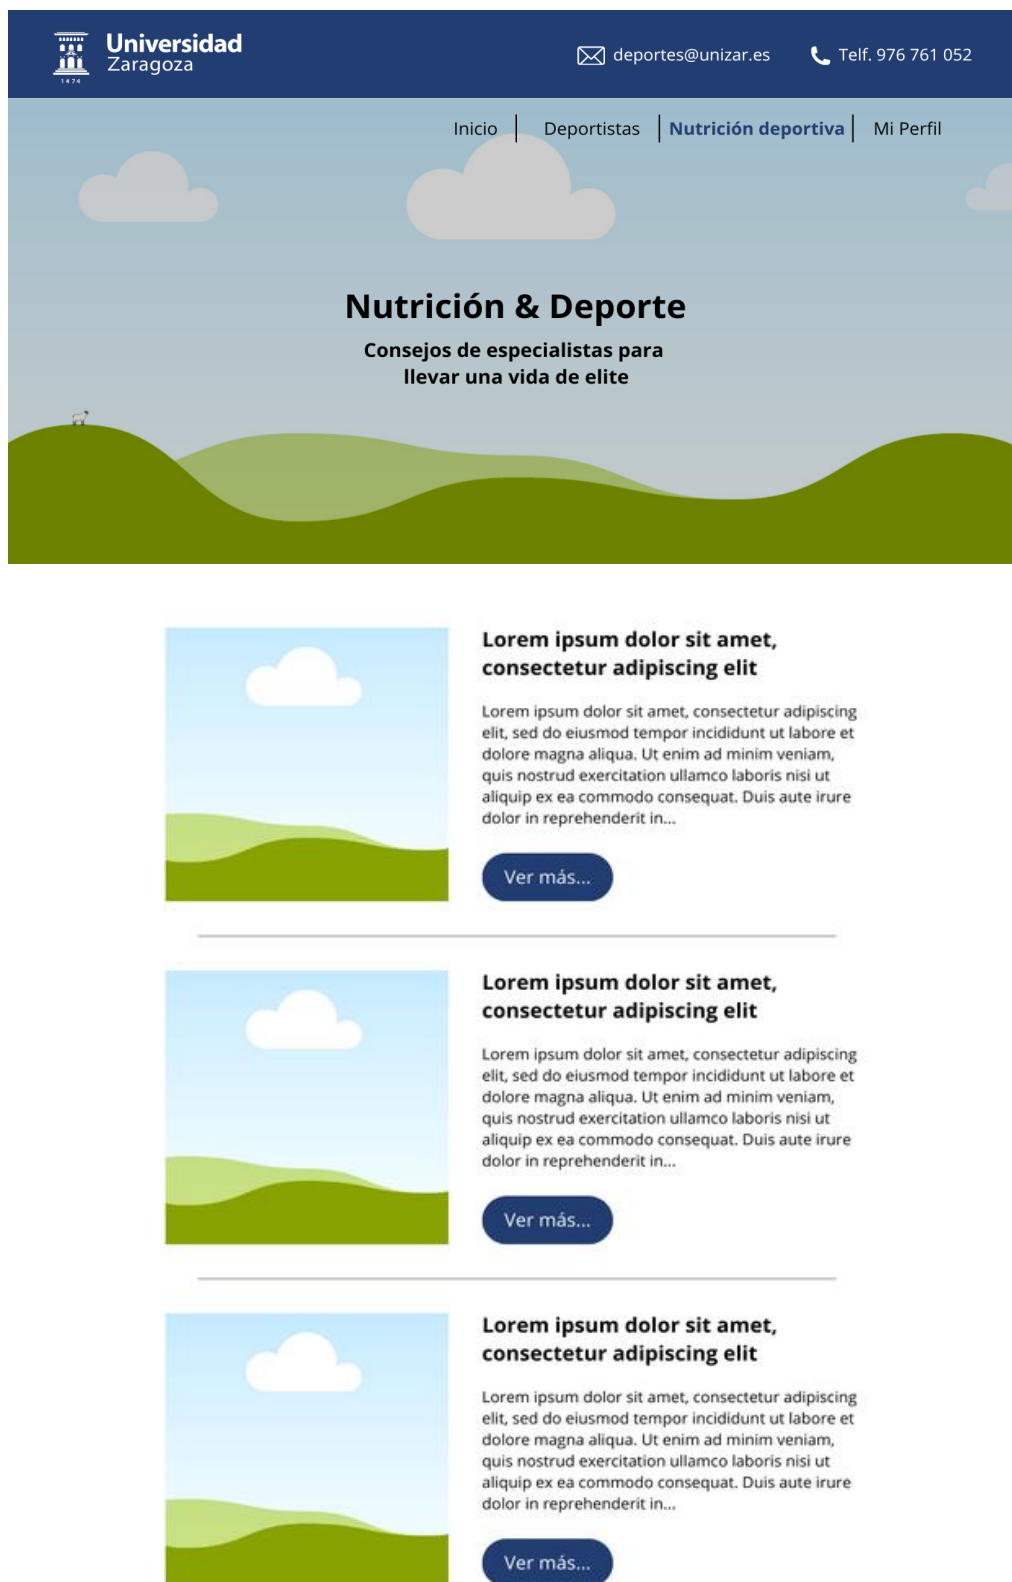 Universidad
Zaragoza
1474
deportes@unizar.es
Telf. 976 761 052
Inicio
Deportistas
Nutrición deportiva
Mi Perfil
Nutrición & Deporte
Consejos de especialistas para
llevar una vida de elite
Lorem ipsum dolor sit amet,
consectetur adipiscing elit
Lorem ipsum dolor sit amet, consectetur adipiscing
elit, sed do eiusmod tempor incididunt ut labore et
dolore magna aliqua. Ut enim ad minim veniam,
quis nostrud exercitation ullamco laboris nisi ut
aliquip ex ea commodo consequat. Duis aute irure
dolor in reprehenderit in...
Ver más...
Lorem ipsum dolor sit amet,
consectetur adipiscing elit
Lorem ipsum dolor sit amet, consectetur adipiscing
elit, sed do eiusmod tempor incididunt ut labore et
dolore magna aliqua. Ut enim ad minim veniam,
quis nostrud exercitation ullamco laboris nisi ut
aliquip ex ea commodo consequat. Duis aute irure
dolor in reprehenderit in...
Ver más...
Lorem ipsum dolor sit amet,
consectetur adipiscing elit
Lorem ipsum dolor sit amet, consectetur adipiscing
elit, sed do eiusmod tempor incididunt ut labore et
dolore magna aliqua. Ut enim ad minim veniam,
quis nostrud exercitation ullamco laboris nisi ut
aliquip ex ea commodo consequat. Duis aute irure
dolor in reprehenderit in...
Ver más...